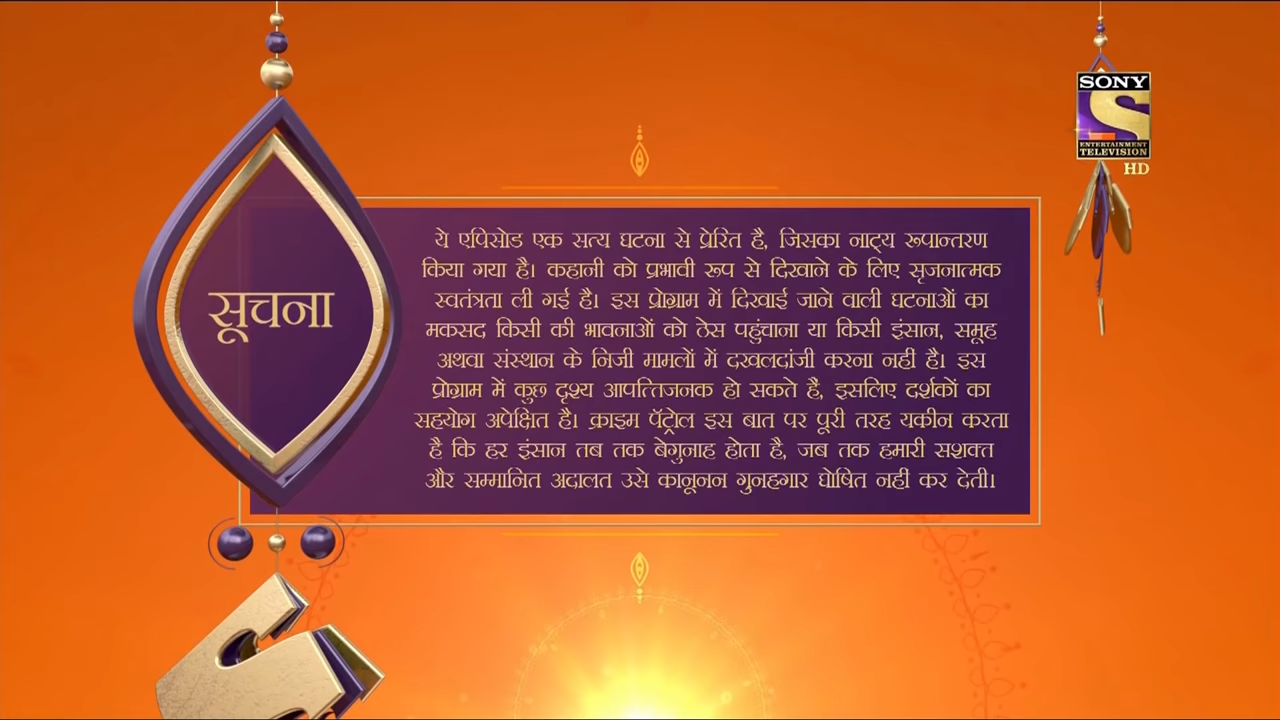 सूचना
ये एपिसोड एक सत्य घटना से प्रेरित है, जिसका नाट्य रूपान्तरण
किया गया है। कहानी को प्रभावी रूप से दिखाने के लिए सृजनात्मक
स्वतंत्रता ली गई है। इस प्रोग्राम में दिखाई जाने वाली घटनाओं का
मकसद किसी की भावनाओं को ठेस पहुंचाना या किसी इंसान, समूह
अथवा संस्थान के निजी मामलों में दखलदांजी करना नहीं है। इस
प्रोग्राम में कुछ दृश्य आपत्तिजनक हो सकते हैं, इसलिए दर्शकों का
सहयोग अपेक्षित है। क्राइम पॅट्रोल इस बात पर पूरी तरह यकीन करता
है कि हर इंसान तब तक बेगुनाह होता है, जब तक हमारी सशक्त
और सम्मानित अदालत उसे कानूनन गुनहगार घोषित नहीं कर देती।
SONY
ENTERTAINMENT
TELEVISION
HD